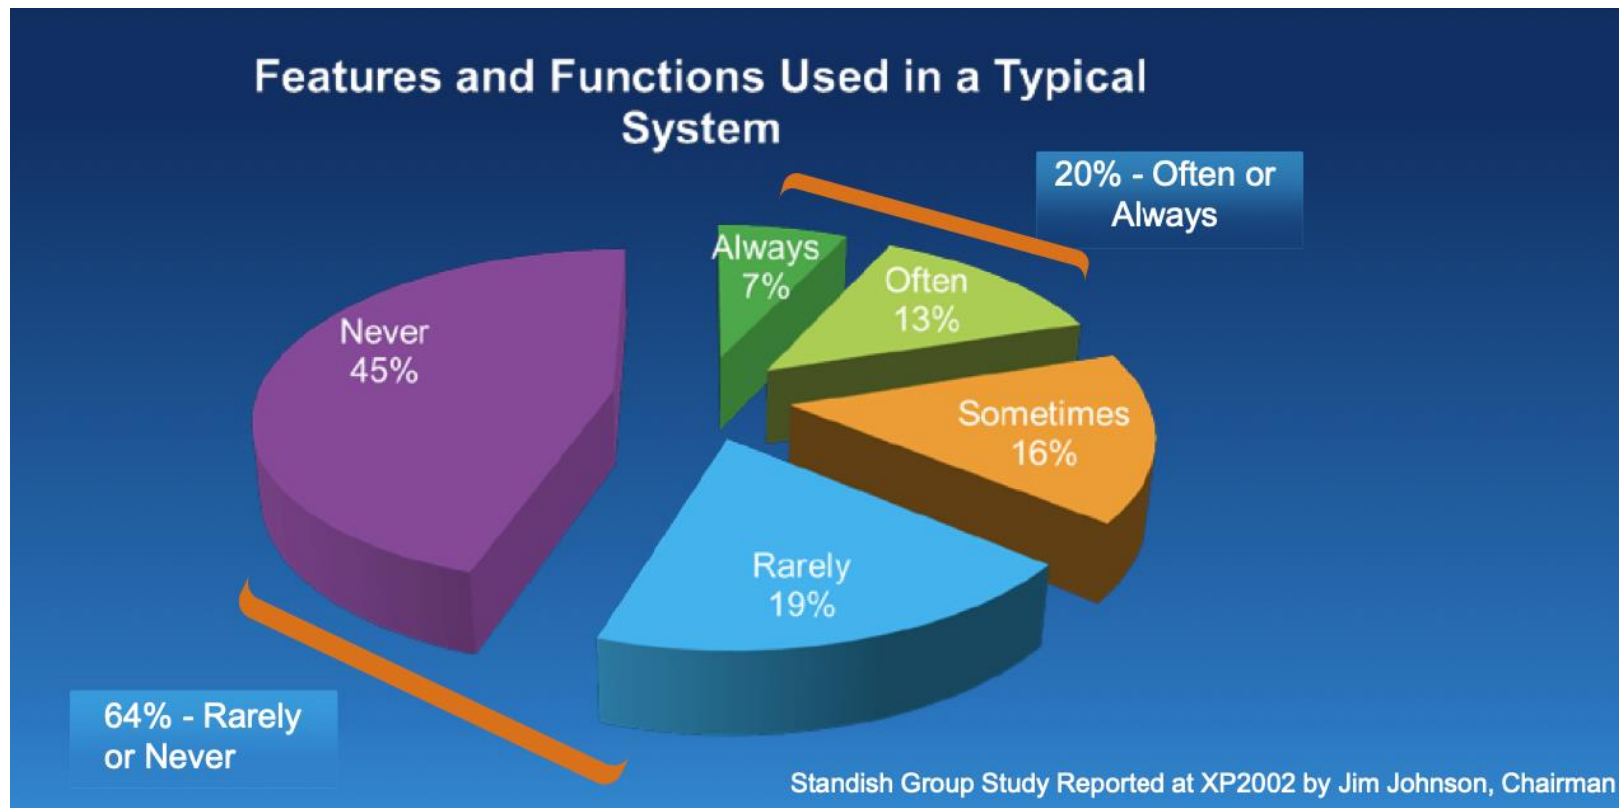 Features and Functions Used in a Typical
System
20% - Often or
Always
Always
7%
Often
13%
Never
45%
Sometimes
16%
Rarely
19%
64% - Rarely
or Never
Standish Group Study Reported at XP2002 by Jim Johnson, Chairman